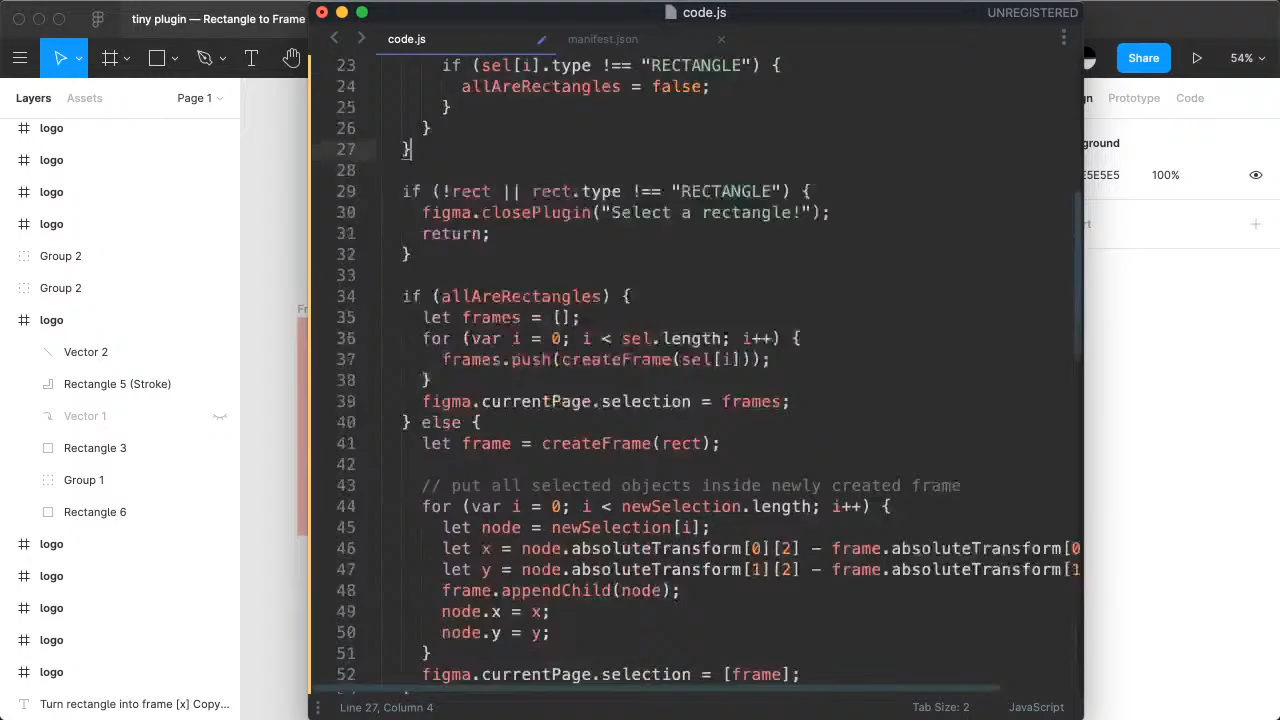 tiny plugin — Rectangle to Frame
code.js
UNREGISTERED
code.js
manifest.json
Share
54%
Layers
Assets
Page 1
Prototype
Code
logo
logo
logo
logo
Group 2
Group 2
logo
Vector 2
Rectangle 5 (Stroke)
Vector 1
Rectangle 3
Group 1
Rectangle 6
logo
logo
logo
logo
logo
Turn rectangle into frame [x] Copy...
23 if (sel[i].type !== "RECTANGLE") {
24 allAreRectangles = false;
25 }
26 }
27 }
28
29 if (!rect || rect.type !== "RECTANGLE") {
30 figma.closePlugin("Select a rectangle!");
31 return;
32 }
33
34 if (allAreRectangles) {
35 let frames = [];
36 for (var i = 0; i < sel.length; i++) {
37 frames.push(createFrame(sel[i]));
38 }
39 figma.currentPage.selection = frames;
40 } else {
41 let frame = createFrame(rect);
42
43 // put all selected objects inside newly created frame
44 for (var i = 0; i < newSelection.length; i++) {
45 let node = newSelection[i];
46 let x = node.absoluteTransform[0][2] - frame.absoluteTransform[0
47 let y = node.absoluteTransform[1][2] - frame.absoluteTransform[1
48 frame.appendChild(node);
49 node.x = x;
50 node.y = y;
51 }
52 figma.currentPage.selection = [frame];
ground
E5E5
100%
Line 27, Column 4
Tab Size: 2
JavaScript